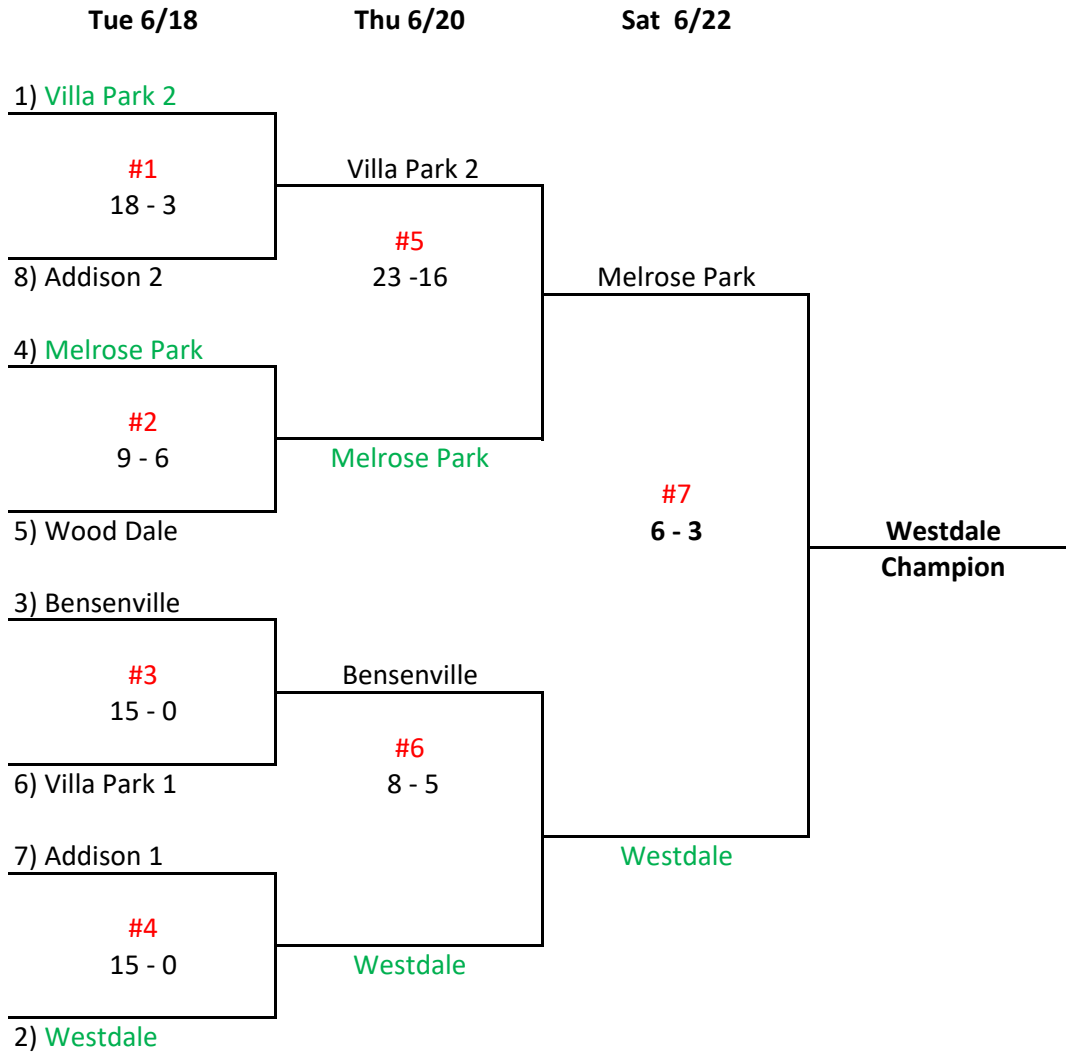 Tue 6/18 Thu 6/20 Sat 6/22
1) Villa Park 2
#1 Villa Park 2
18 - 3
#5
8) Addison 2 23 -16 Melrose Park
4) Melrose Park
#2
9 - 6 Melrose Park
#7
5) Wood Dale 6 - 3 Westdale
Champion
3) Bensenville
#3 Bensenville
15 - 0
#6
6) Villa Park 1 8 - 5
7) Addison 1 Westdale
#4
15 - 0 Westdale
2) Westdale